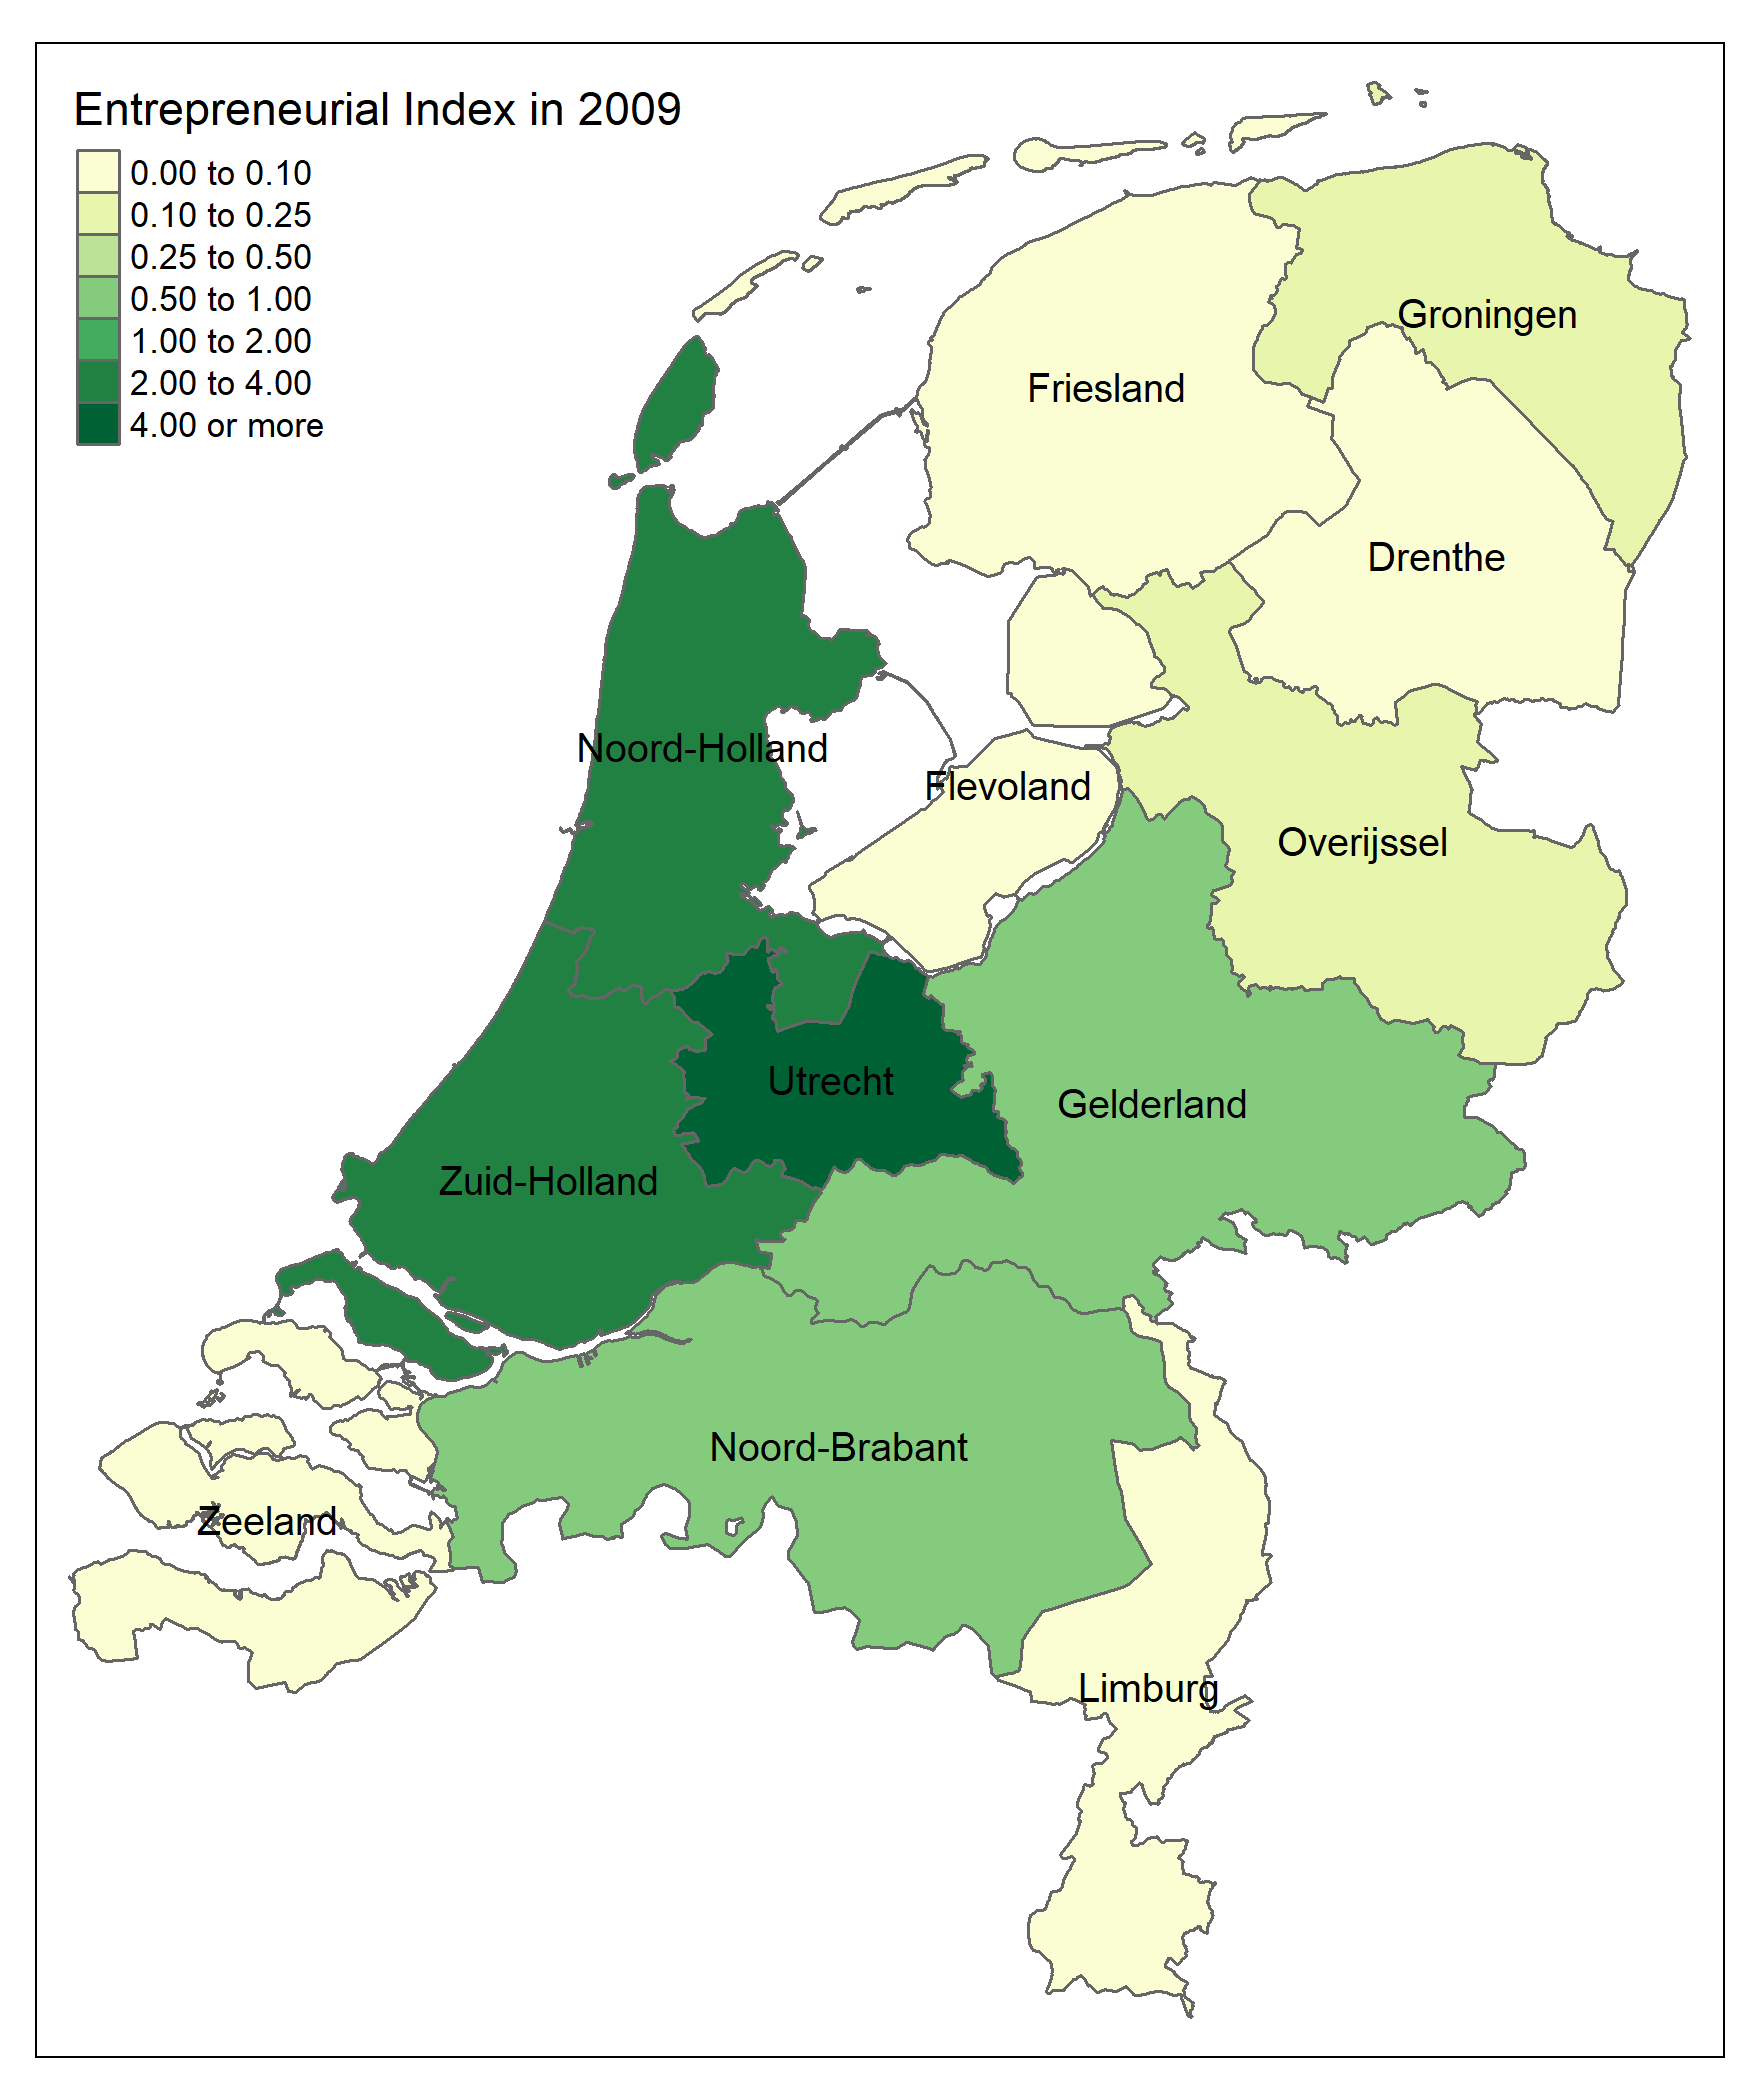 Entrepreneurial Index in 2009
0.00 to 0.10
0.10 to 0.25
0.25 to 0.50
0.50 to 1.00
1.00 to 2.00
2.00 to 4.00
4.00 or more
Groningen
Friesland
Drenthe
Noord-Holland
Flevoland
Overijssel
Utrecht
Gelderland
Zuid-Holland
Noord-Brabant
Zeeland
Limburg